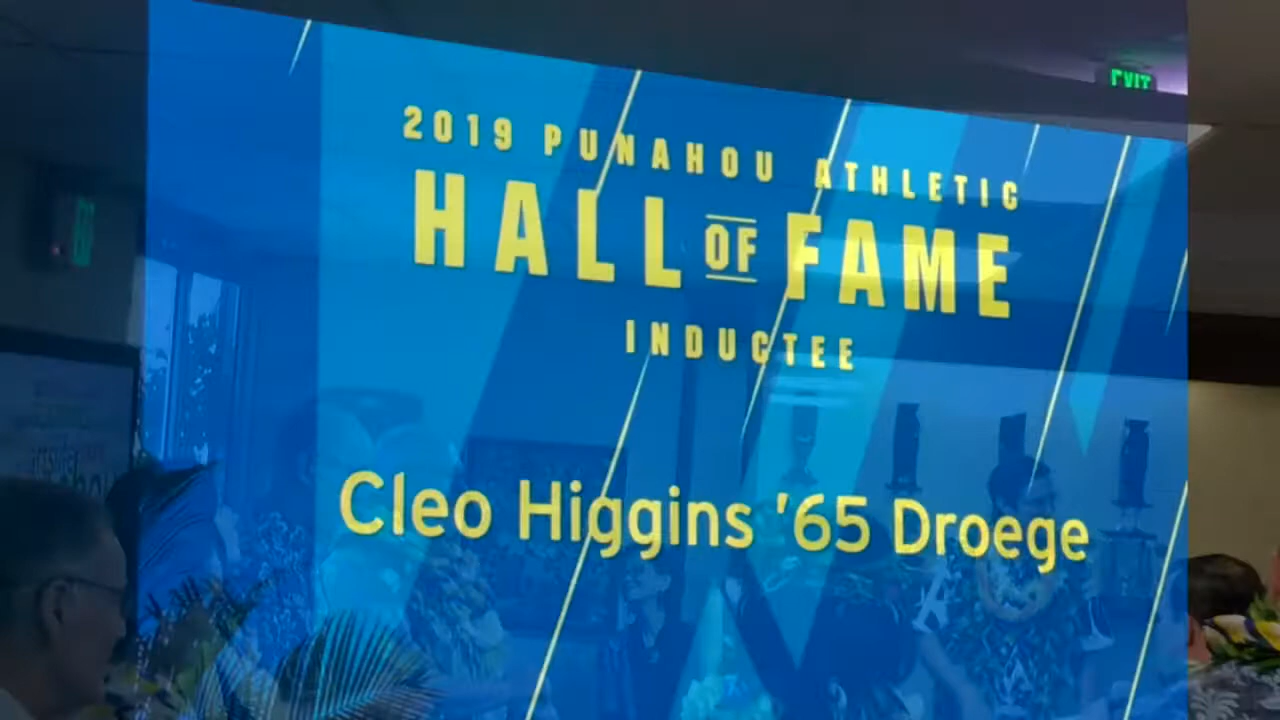 EXIT
2019 PUNAHOU ATHLETIC
HALL OF FAME
INDUCTEE
Cleo Higgins '65 Droege